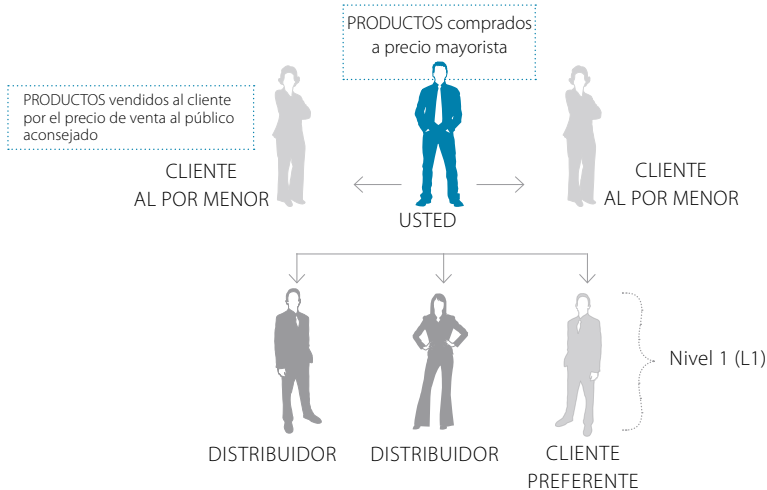 PRODUCTOS comprados
a precio mayorista
PRODUCTOS vendidos al cliente
por el precio de venta al público
aconsejado
CLIENTE
AL POR MENOR
CLIENTE
AL POR MENOR
USTED
Nivel 1 (L1)
DISTRIBUIDOR
DISTRIBUIDOR
CLIENTE
PREFERENTE